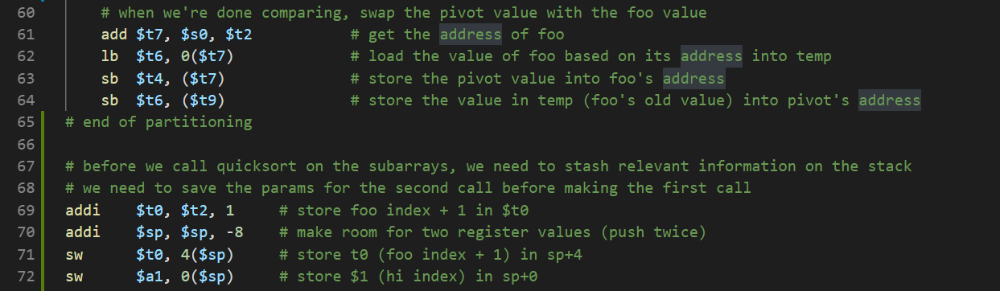 60 # when we're done comparing, swap the pivot value with the foo value
61 add $t7, $s0, $t2 # get the address of foo
62 lb $t6, 0($t7) # load the value of foo based on its address into temp
63 sb $t4, ($t7) # store the pivot value into foo's address
64 sb $t6, ($t9) # store the value in temp (foo's old value) into pivot's address
65 # end of partitioning
66
67 # before we call quicksort on the subarrays, we need to stash relevant information on the stack
68 # we need to save the params for the second call before making the first call
69 addi $t0, $t2, 1 # store foo index + 1 in $t0
70 addi $sp, $sp, -8 # make room for two register values (push twice)
71 sw $t0, 4($sp) # store t0 (foo index + 1) in sp+4
72 sw $a1, 0($sp) # store $1 (hi index) in sp+0